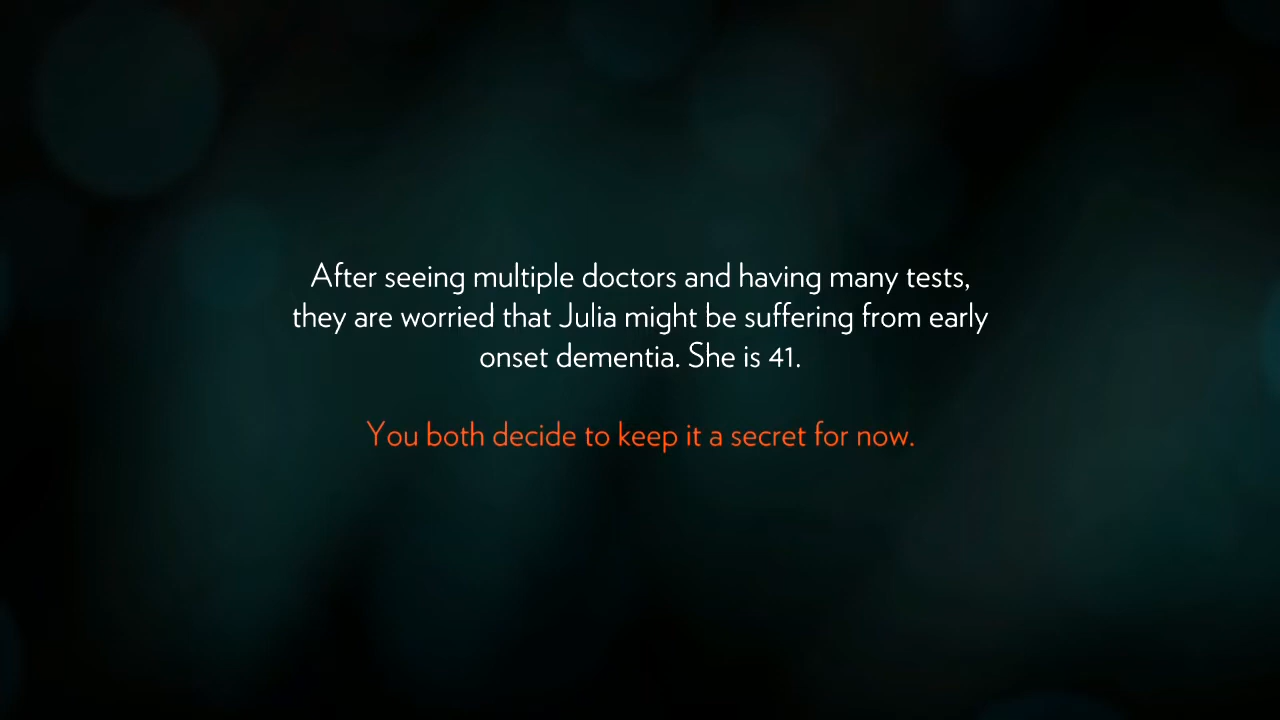 After seeing multiple doctors and having many tests,
they are worried that Julia might be suffering from early
onset dementia. She is 41.
You both decide to keep it a secret for now.